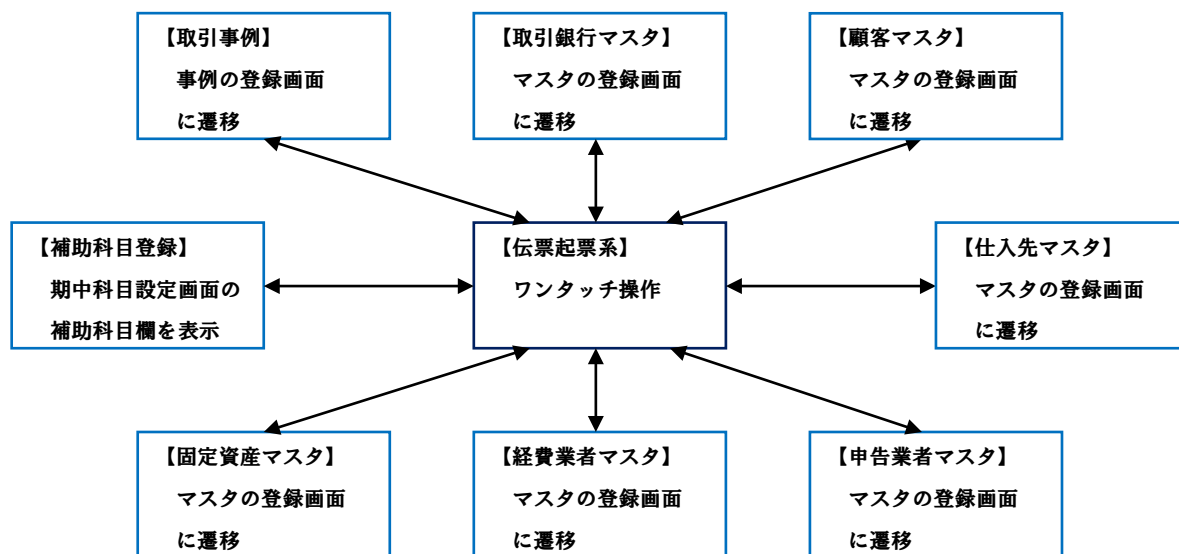 【取引事例】
事例の登録画面
に遷移
【取引銀行マスタ】
マスタの登録画面
に遷移
【顧客マスタ】
マスタの登録画面
に遷移
【補助科目登録】
期中科目設定画面の
補助科目欄を表示
【伝票起票系】
ワンタッチ操作
【仕入先マスタ】
マスタの登録画面
に遷移
【固定資産マスタ】
マスタの登録画面
に遷移
【経費業者マスタ】
マスタの登録画面
に遷移
【申告業者マスタ】
マスタの登録画面
に遷移